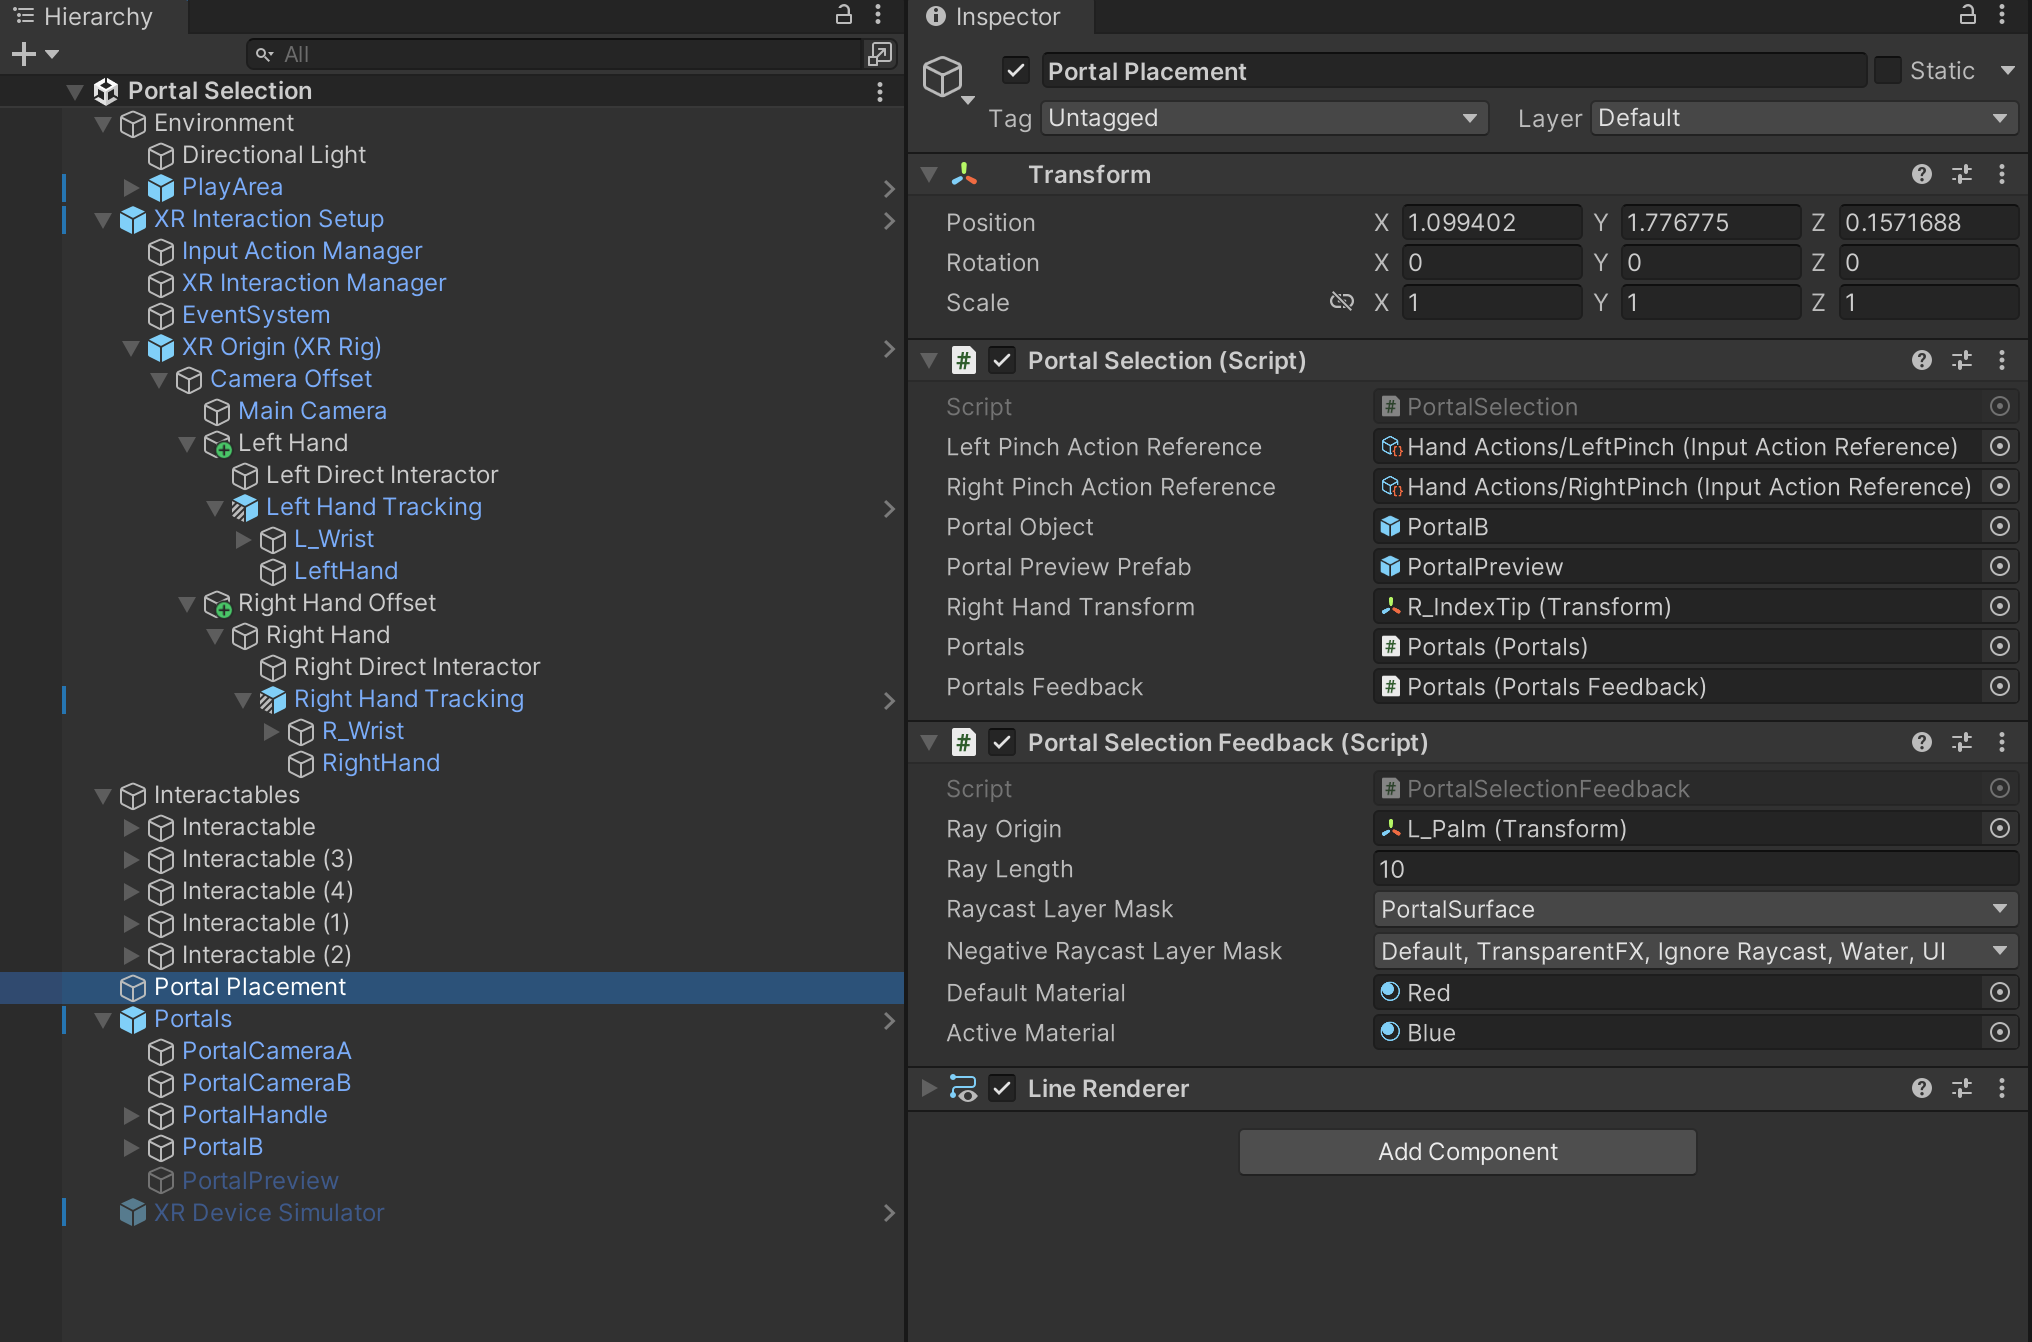 Hierarchy
All
Portal Selection
Environment
Directional Light
PlayArea
XR Interaction Setup
Input Action Manager
XR Interaction Manager
EventSystem
XR Origin (XR Rig)
Camera Offset
Main Camera
Left Hand
Left Direct Interactor
Left Hand Tracking
L_Wrist
LeftHand
Right Hand Offset
Right Hand
Right Direct Interactor
Right Hand Tracking
R_Wrist
RightHand
Interactables
Interactable
Interactable (3)
Interactable (4)
Interactable (1)
Interactable (2)
Portal Placement
Portals
PortalCameraA
PortalCameraB
PortalHandle
PortalB
PortalPreview
XR Device Simulator
Inspector
Portal Placement Static
Tag Untagged Layer Default
Transform
Position X 1.099402 Y 1.776775 Z 0.1571688
Rotation X 0 Y 0 Z 0
Scale X 1 Y 1 Z 1
# Portal Selection (Script)
Script # PortalSelection
Left Pinch Action Reference Hand Actions/LeftPinch (Input Action Reference)
Right Pinch Action Reference Hand Actions/RightPinch (Input Action Reference)
Portal Object PortalB
Portal Preview Prefab PortalPreview
Right Hand Transform R_IndexTip (Transform)
Portals # Portals (Portals)
Portals Feedback # Portals (Portals Feedback)
# Portal Selection Feedback (Script)
Script # PortalSelectionFeedback
Ray Origin L_Palm (Transform)
Ray Length 10
Raycast Layer Mask PortalSurface
Negative Raycast Layer Mask Default, TransparentFX, Ignore Raycast, Water, UI
Default Material Red
Active Material Blue
Line Renderer
Add Component